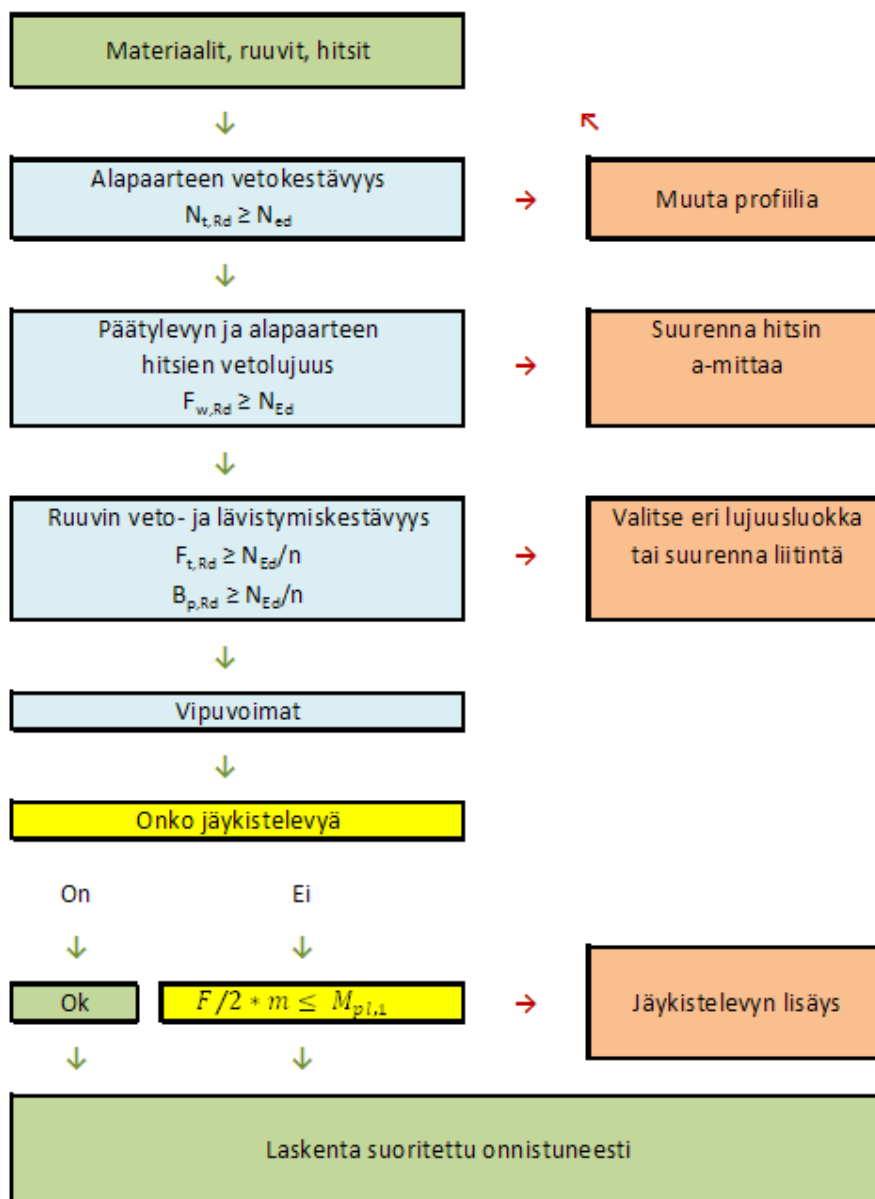 Materiaalit, ruuvit, hitsit
↓
↖
Alapaarteen vetokestävyys
N_t,Rd ≥ N_ed
→
Muuta profiilia
↓
Päätylevyn ja alapaarteen
hitsien vetolujuus
F_w,Rd ≥ N_Ed
→
Suurenna hitsin
a-mittaa
↓
Ruuvin veto- ja lävistymiskestävyys
F_t,Rd ≥ N_Ed/n
B_p,Rd ≥ N_Ed/n
→
Valitse eri lujuusluokka
tai suurenna liitintä
↓
Vipuvoimat
↓
Onko jäykistelevyä
On
Ei
↓ ↓
Ok
F/2 * m ≤ M_pl,1
→
Jäykistelevyn lisäys
↓ ↓
Laskenta suoritettu onnistuneesti